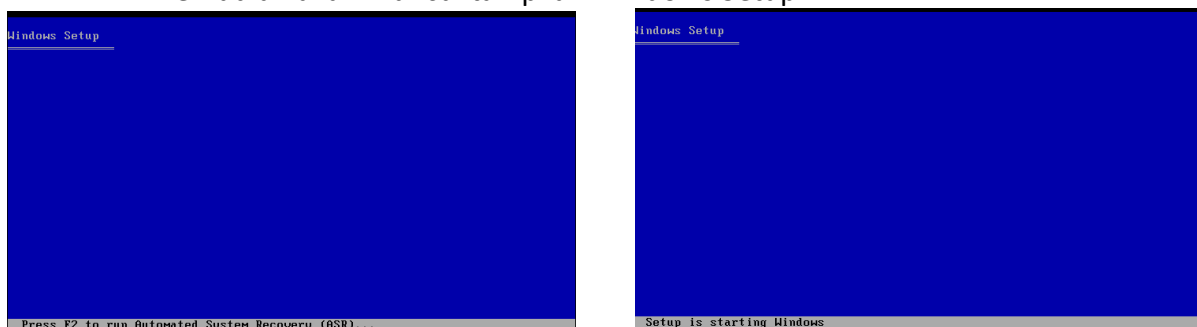 Windows Setup
Press F2 to run Automated System Recovery (ASR)...
Windows Setup
Setup is starting Windows